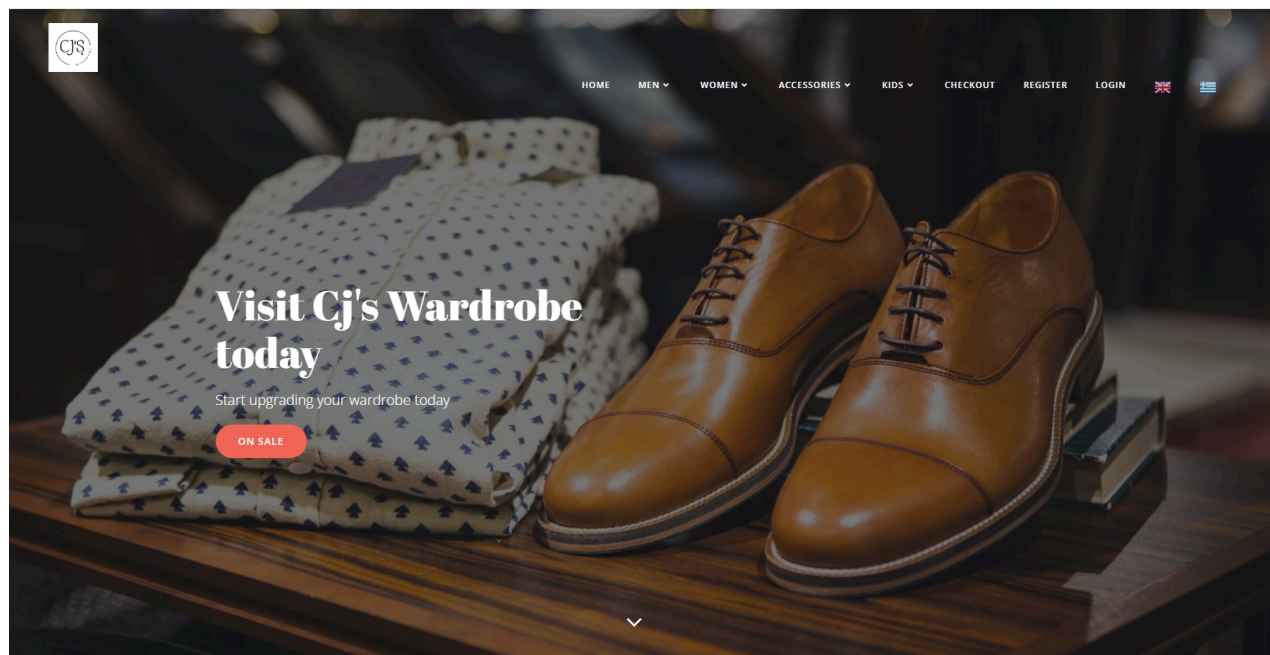 CJ'S
HOME MEN WOMEN ACCESSORIES KIDS CHECKOUT REGISTER LOGIN
Visit Cj's Wardrobe
today
Start upgrading your wardrobe today
ON SALE